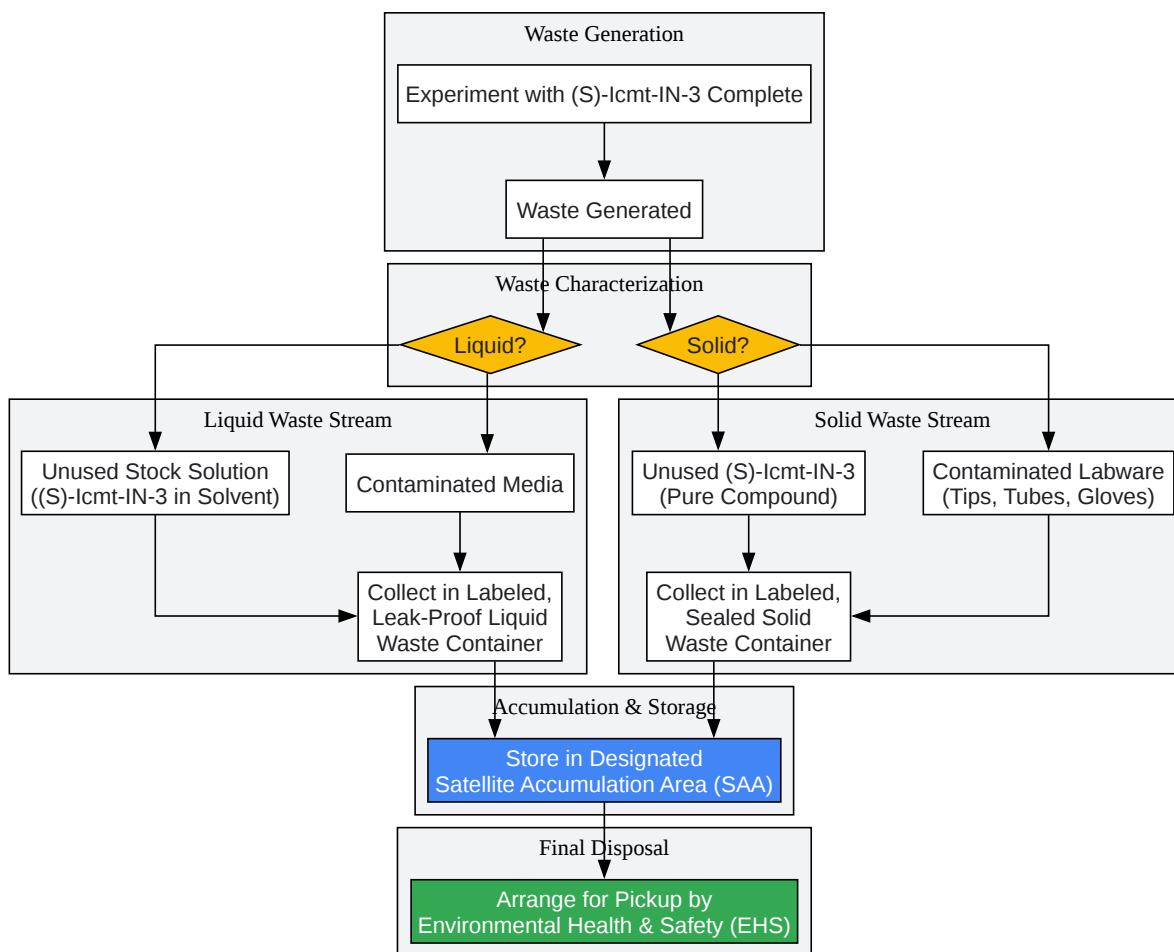 Waste Generation
Experiment with (S)-Icmt-IN-3 Complete
Waste Generated
Waste Characterization
Liquid?
Solid?
Liquid Waste Stream
Unused Stock Solution
((S)-Icmt-IN-3 in Solvent)
Contaminated Media
Collect in Labeled,
Leak-Proof Liquid
Waste Container
Solid Waste Stream
Unused (S)-Icmt-IN-3
(Pure Compound)
Contaminated Labware
(Tips, Tubes, Gloves)
Collect in Labeled,
Sealed Solid
Waste Container
Accumulation & Storage
Store in Designated
Satellite Accumulation Area (SAA)
Final Disposal
Arrange for Pickup by
Environmental Health & Safety (EHS)